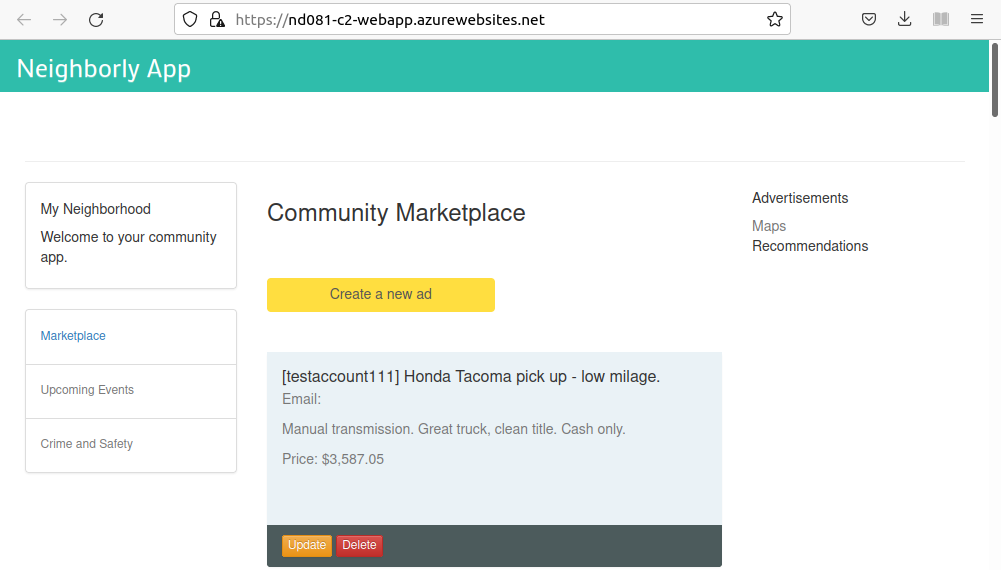 https://nd081-c2-webapp.azurewebsites.net
Neighborly App
My Neighborhood
Welcome to your community
app.
Marketplace
Upcoming Events
Crime and Safety
Community Marketplace
Create a new ad
[testaccount111] Honda Tacoma pick up - low milage.
Email:
Manual transmission. Great truck, clean title. Cash only.
Price: $3,587.05
Update Delete
Advertisements
Maps
Recommendations